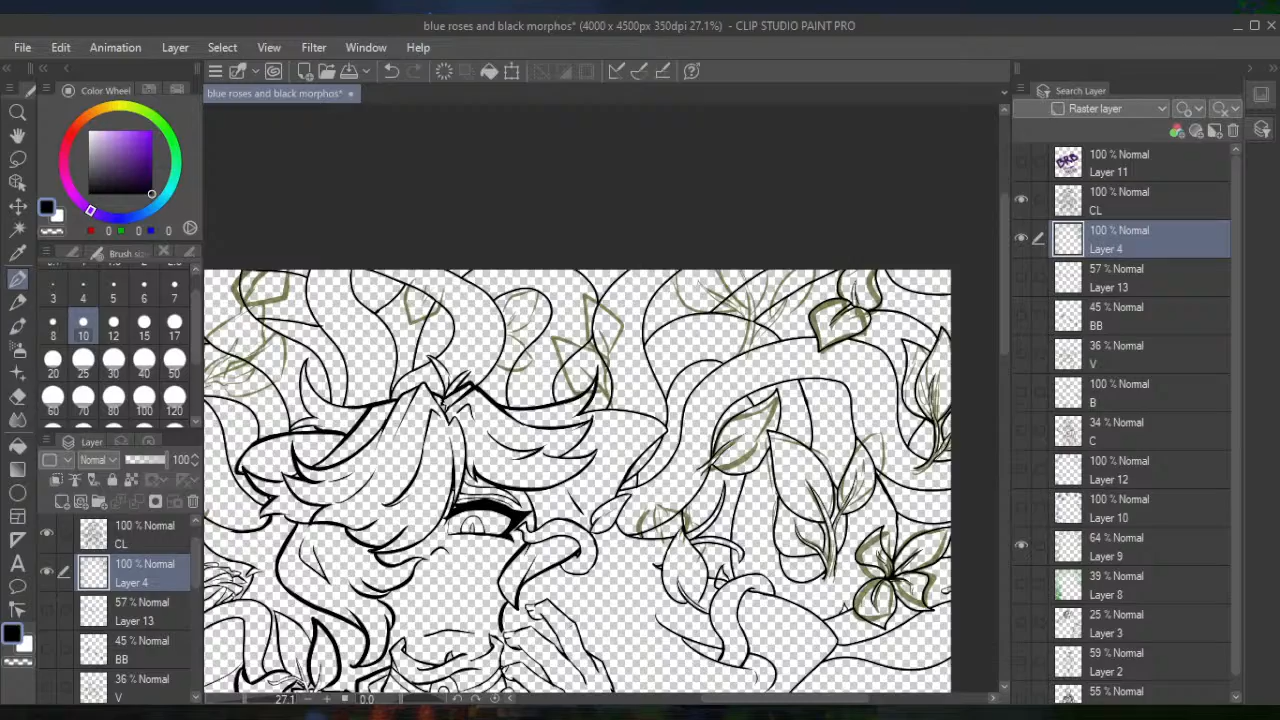 blue roses and black morphos* (4000 x 4500px 350dpi 27.1%) - CLIP STUDIO PAINT PRO
File Edit Animation Layer Select View Filter Window Help
blue roses and black morphos*
Color Wheel
0 0 0
Brush siz
3 4 5 6 7
8 10 12 15 17
20 25 30 40 50
60 70 80 100 120
Layer
Normal 100
100 % Normal
CL
100 % Normal
Layer 4
57 % Normal
Layer 13
45 % Normal
BB
36 % Normal
V
27.1 0.0
Search Layer
Raster layer
BRB
100 % Normal
Layer 11
100 % Normal
CL
100 % Normal
Layer 4
57 % Normal
Layer 13
45 % Normal
BB
36 % Normal
V
100 % Normal
B
34 % Normal
C
100 % Normal
Layer 12
100 % Normal
Layer 10
64 % Normal
Layer 9
39 % Normal
Layer 8
25 % Normal
Layer 3
59 % Normal
Layer 2
55 % Normal